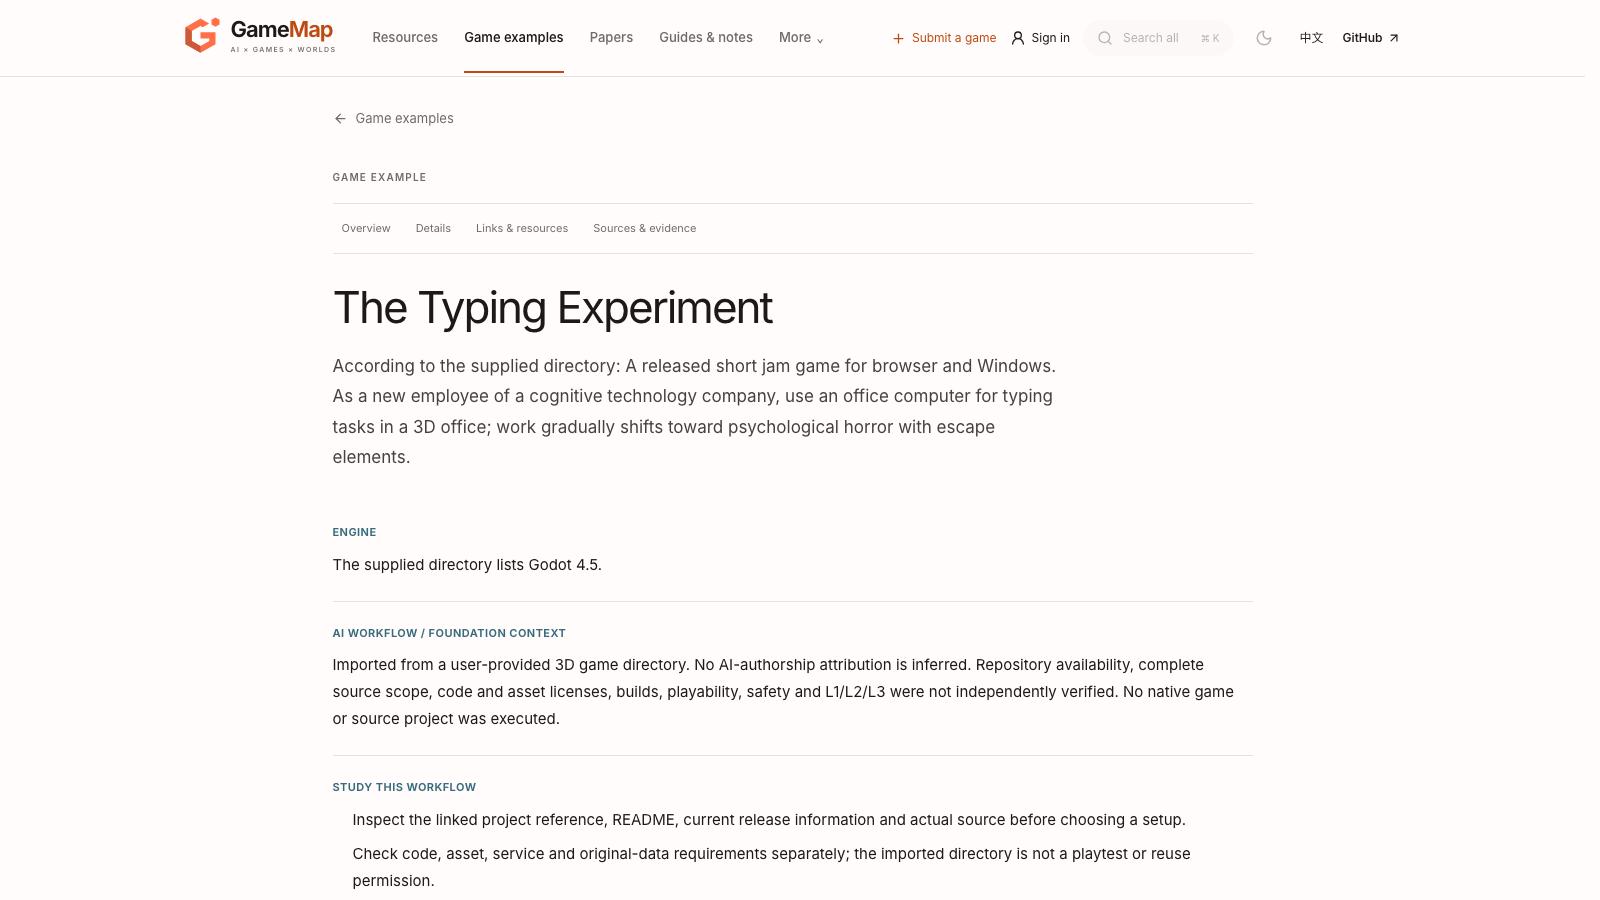 GameMap
AI × GAMES × WORLDS
Resources
Game examples
Papers
Guides & notes
More
Submit a game
Sign in
Search all
⌘ K
中文
GitHub
Game examples
GAME EXAMPLE
Overview
Details
Links & resources
Sources & evidence
The Typing Experiment
According to the supplied directory: A released short jam game for browser and Windows.
As a new employee of a cognitive technology company, use an office computer for typing
tasks in a 3D office; work gradually shifts toward psychological horror with escape
elements.
ENGINE
The supplied directory lists Godot 4.5.
AI WORKFLOW / FOUNDATION CONTEXT
Imported from a user-provided 3D game directory. No AI-authorship attribution is inferred. Repository availability, complete
source scope, code and asset licenses, builds, playability, safety and L1/L2/L3 were not independently verified. No native game
or source project was executed.
STUDY THIS WORKFLOW
Inspect the linked project reference, README, current release information and actual source before choosing a setup.
Check code, asset, service and original-data requirements separately; the imported directory is not a playtest or reuse
permission.